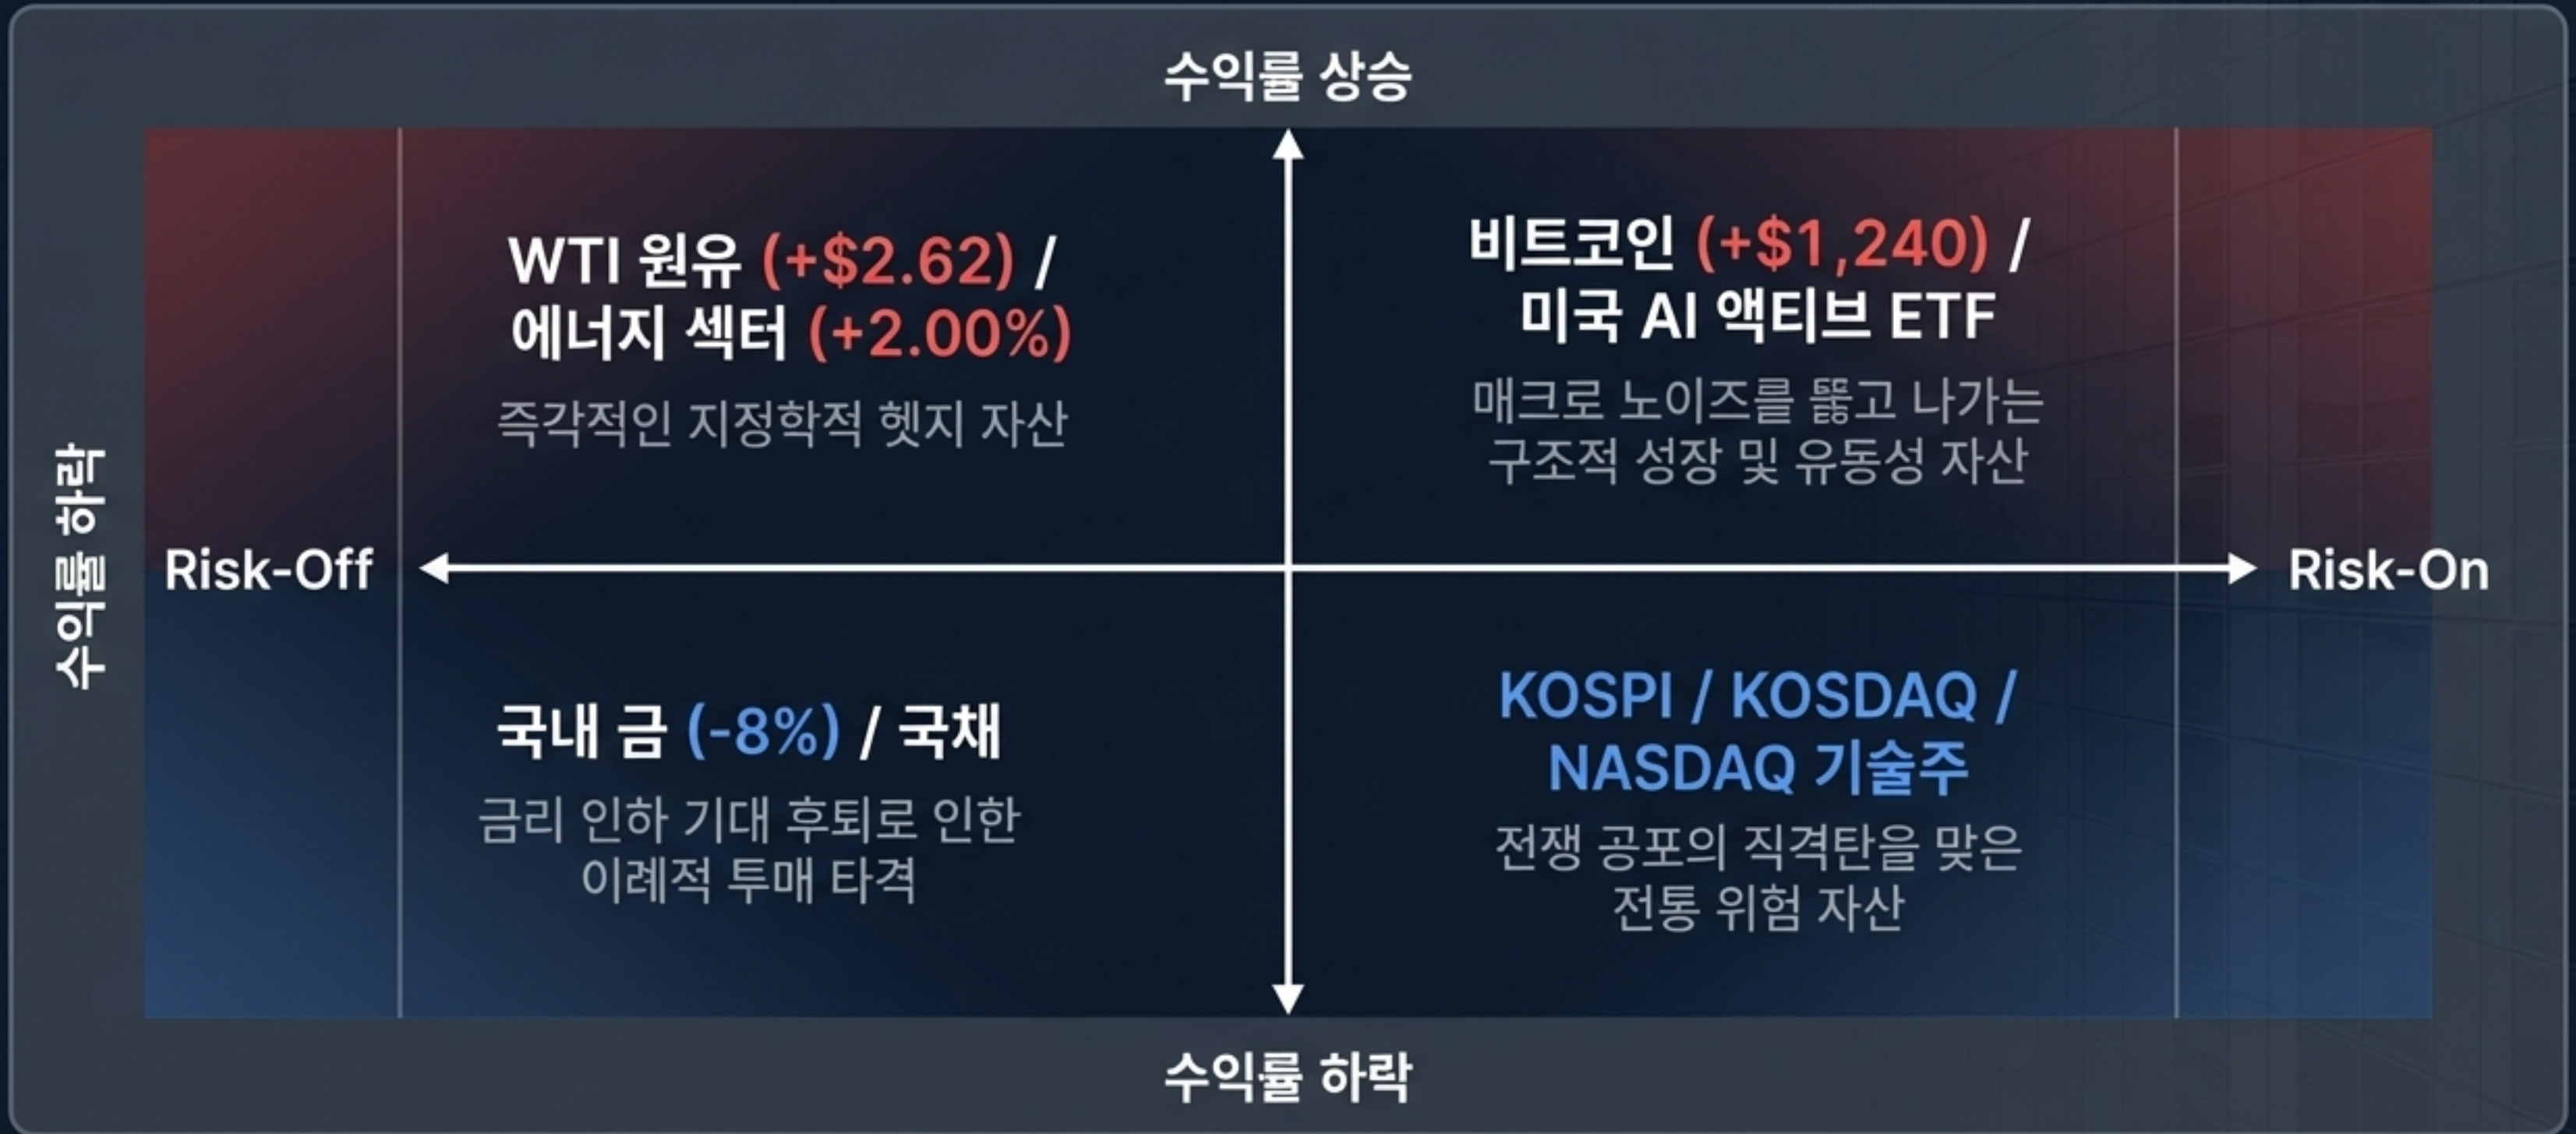 수익률 상승
WTI 원유 (+$2.62) /
에너지 섹터 (+2.00%)
즉각적인 지정학적 헷지 자산
비트코인 (+$1,240) /
미국 AI 액티브 ETF
매크로 노이즈를 뚫고 나가는
구조적 성장 및 유동성 자산
수익률 하락
Risk-Off
Risk-On
국내 금 (-8%) / 국채
금리 인하 기대 후퇴로 인한
이례적 투매 타격
KOSPI / KOSDAQ /
NASDAQ 기술주
전쟁 공포의 직격탄을 맞은
전통 위험 자산
수익률 하락